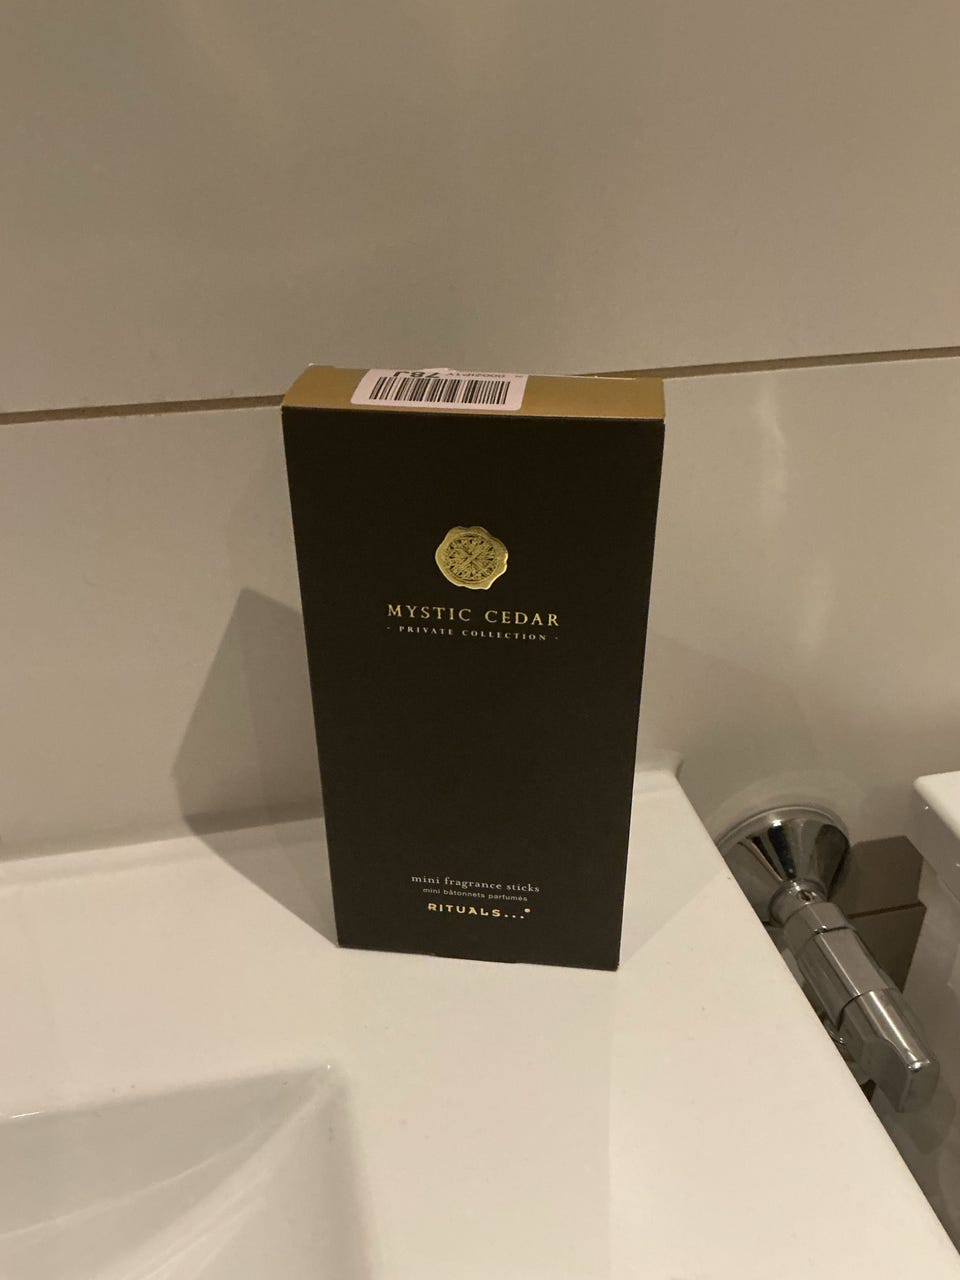 MYSTIC CEDAR
- PRIVATE COLLECTION -
mini fragrance sticks
mini bâtonnets parfumés
RITUALS...®